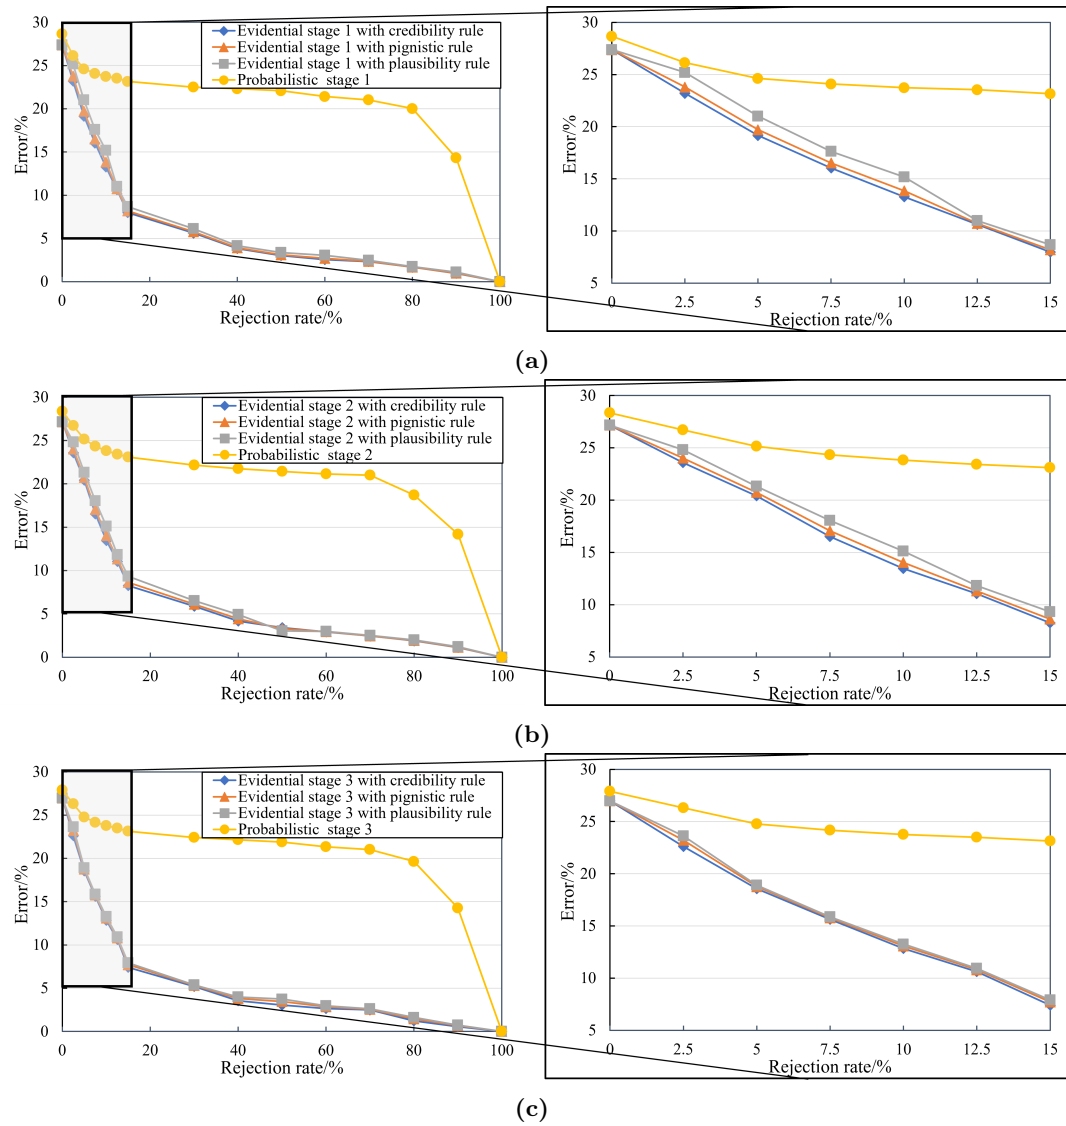 30
25
20
15
10
5
0
Error/%
0 20 40 60 80 100
Rejection rate/%
Evidential stage 1 with credibility rule
Evidential stage 1 with pignistic rule
Evidential stage 1 with plausibility rule
Probabilistic stage 1
30
25
20
15
10
5
Error/%
0 2.5 5 7.5 10 12.5 15
Rejection rate/%
(a)
30
25
20
15
10
5
0
Error/%
0 20 40 60 80 100
Rejection rate/%
Evidential stage 2 with credibility rule
Evidential stage 2 with pignistic rule
Evidential stage 2 with plausibility rule
Probabilistic stage 2
30
25
20
15
10
5
Error/%
0 2.5 5 7.5 10 12.5 15
Rejection rate/%
(b)
30
25
20
15
10
5
0
Error/%
0 20 40 60 80 100
Rejection rate/%
Evidential stage 3 with credibility rule
Evidential stage 3 with pignistic rule
Evidential stage 3 with plausibility rule
Probabilistic stage 3
30
25
20
15
10
5
Error/%
0 2.5 5 7.5 10 12.5 15
Rejection rate/%
(c)